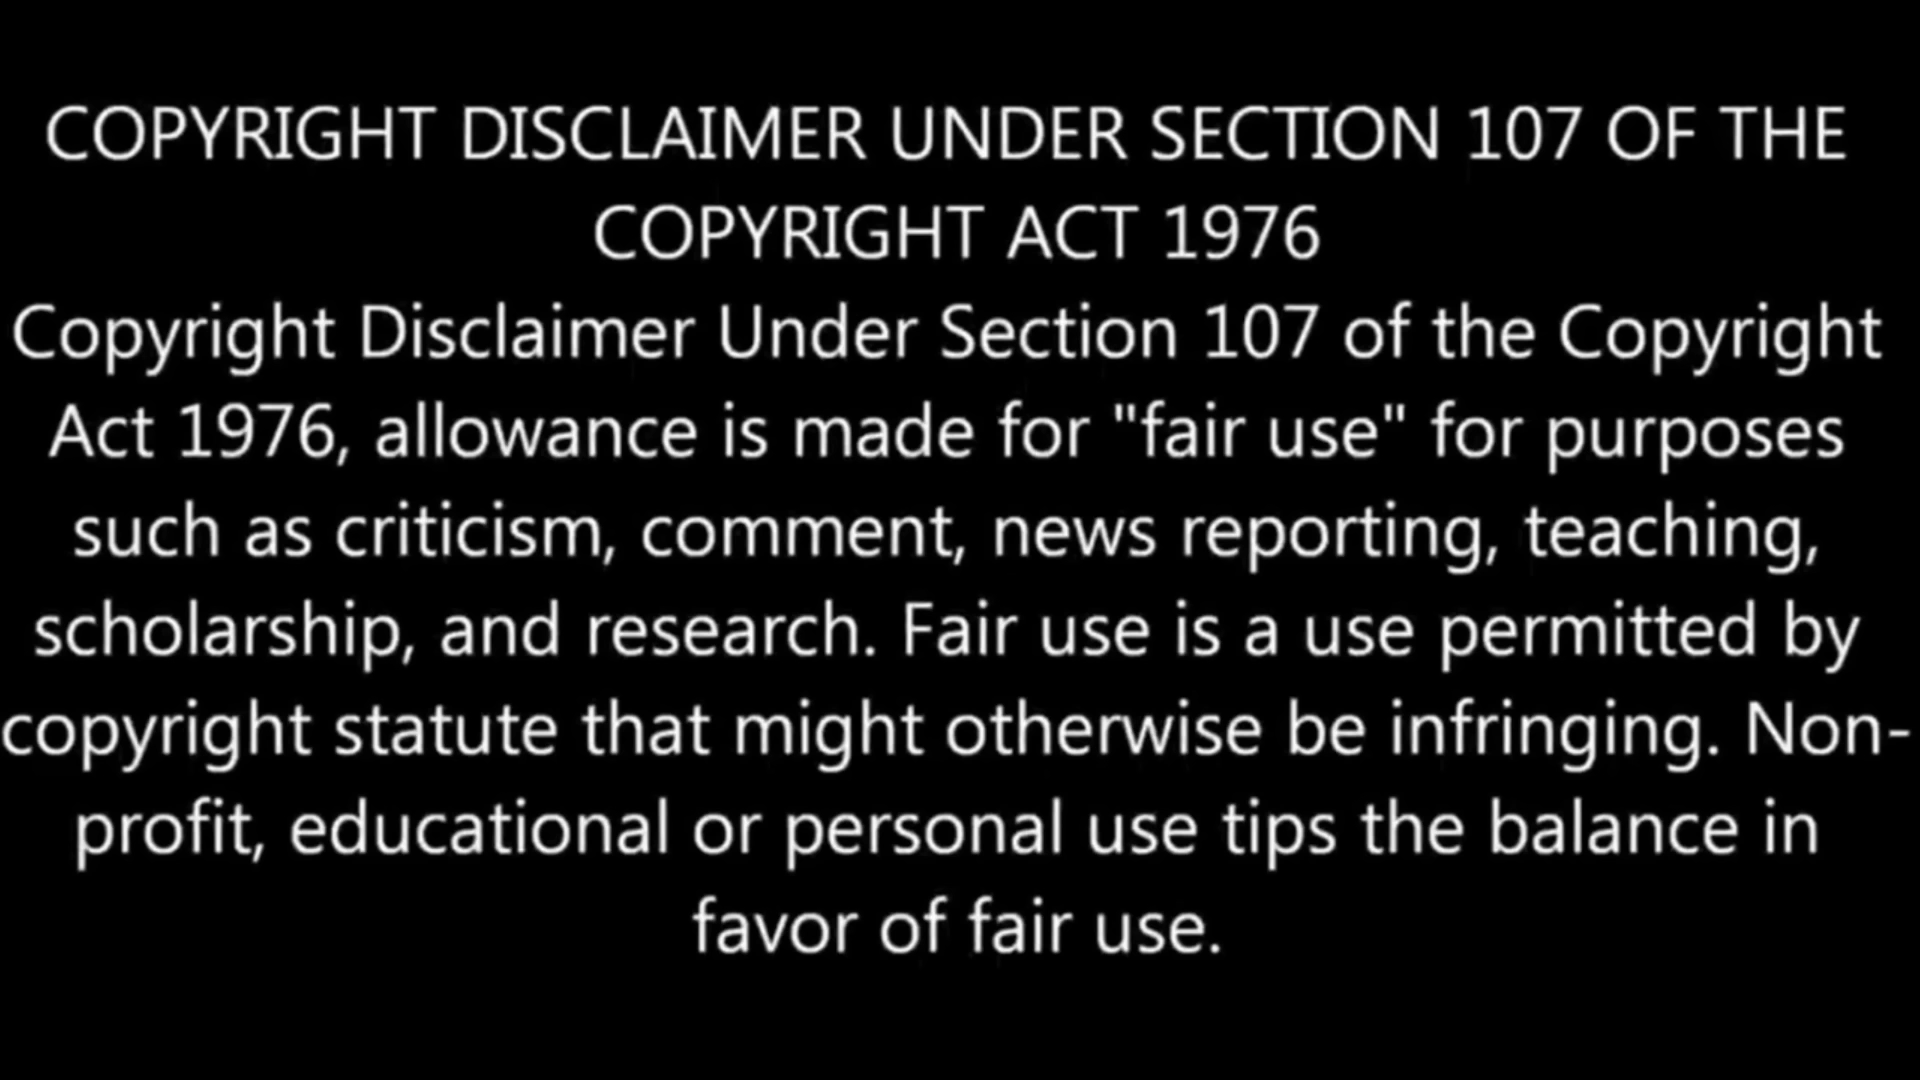 COPYRIGHT DISCLAIMER UNDER SECTION 107 OF THE
COPYRIGHT ACT 1976
Copyright Disclaimer Under Section 107 of the Copyright
Act 1976, allowance is made for "fair use" for purposes
such as criticism, comment, news reporting, teaching,
scholarship, and research. Fair use is a use permitted by
copyright statute that might otherwise be infringing. Non-
profit, educational or personal use tips the balance in
favor of fair use.